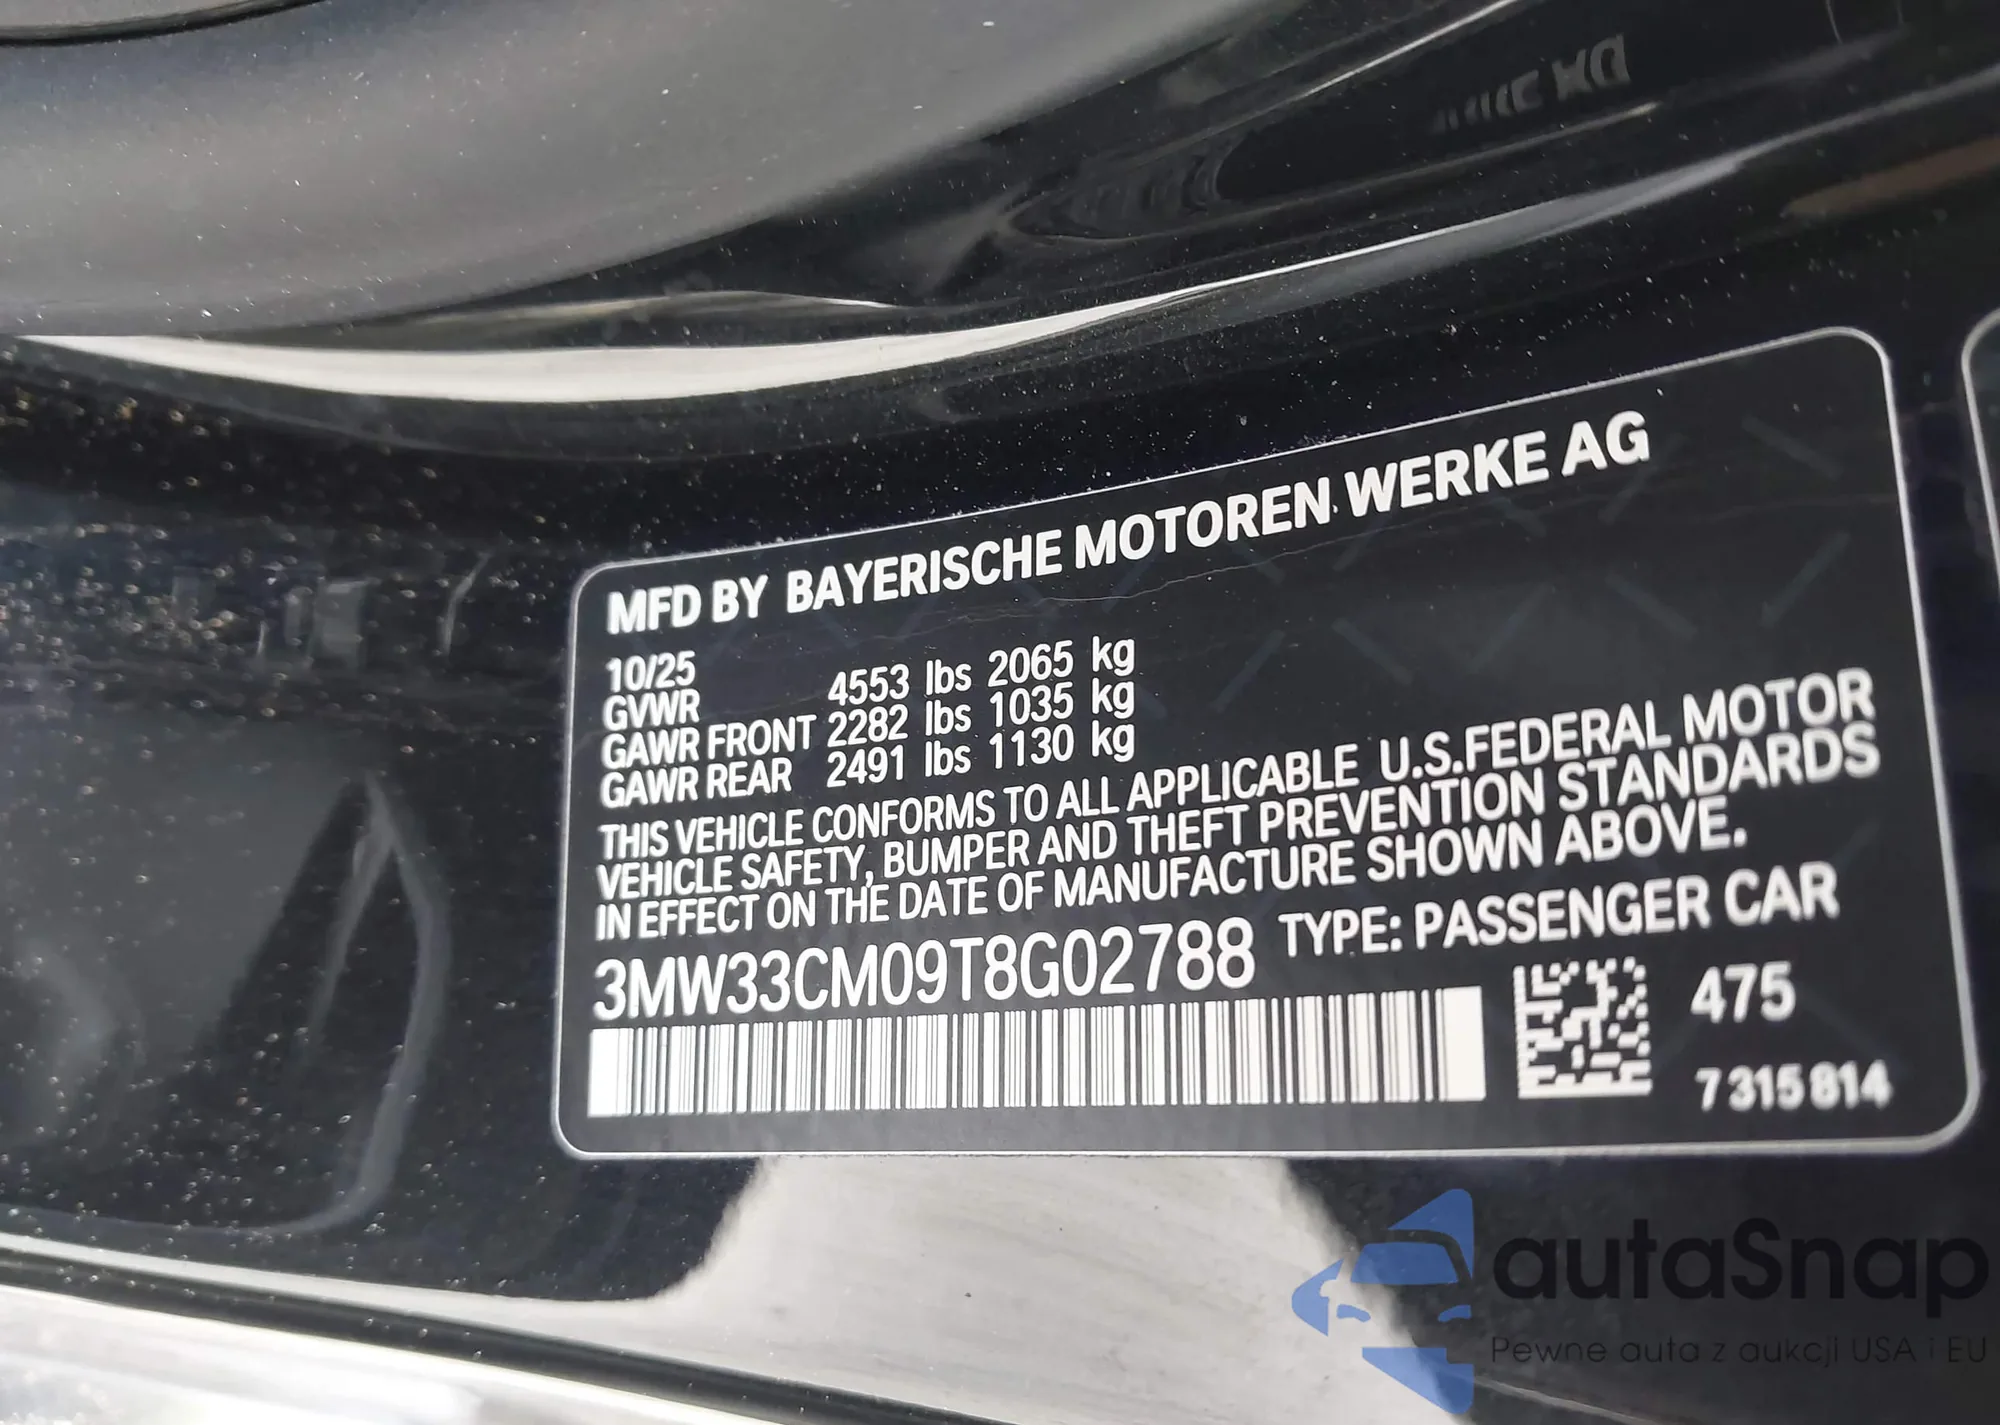 MFD BY BAYERISCHE MOTOREN WERKE AG
10/25
GVWR 4553 lbs 2065 kg
GAWR FRONT 2282 lbs 1035 kg
GAWR REAR 2491 lbs 1130 kg
THIS VEHICLE CONFORMS TO ALL APPLICABLE U.S.FEDERAL MOTOR
VEHICLE SAFETY, BUMPER AND THEFT PREVENTION STANDARDS
IN EFFECT ON THE DATE OF MANUFACTURE SHOWN ABOVE.
3MW33CM09T8G02788 TYPE: PASSENGER CAR
475
7 315 814
autaSnap
Pewne auta z aukcji USA i EU